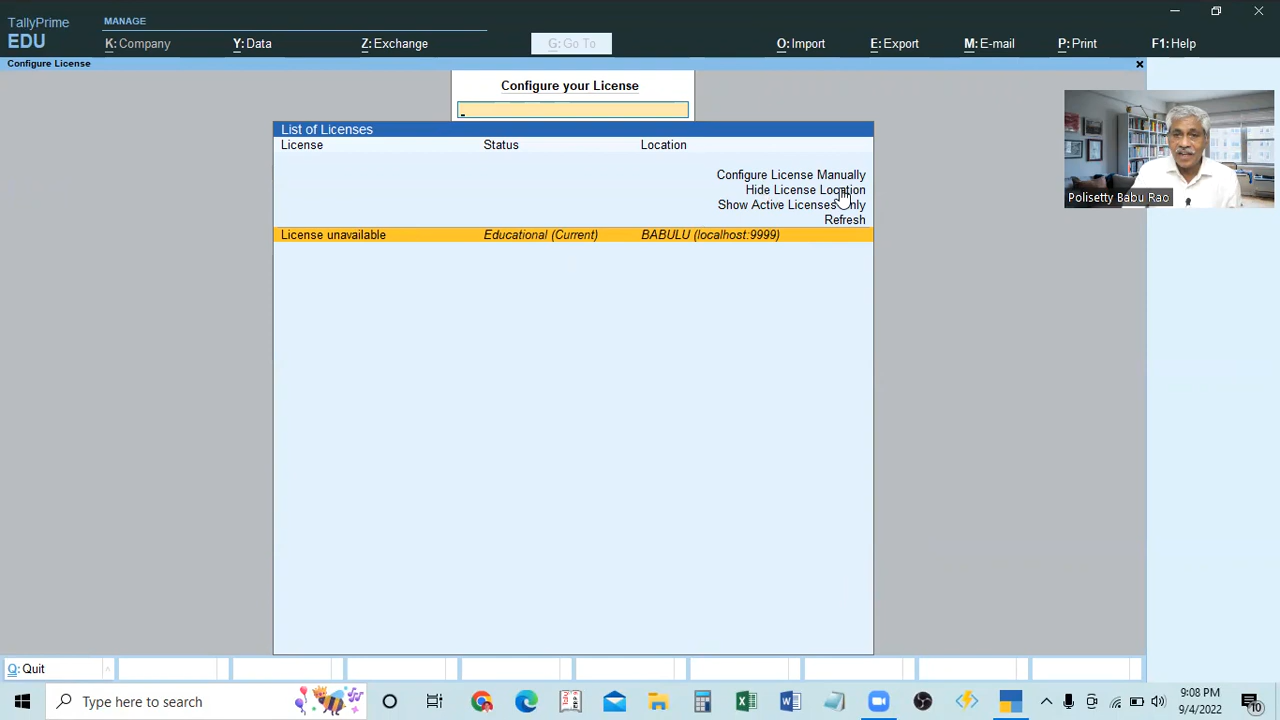 TallyPrime
EDU
MANAGE
K: Company
Y: Data
Z: Exchange
G: Go To
O: Import
E: Export
M: E-mail
P: Print
F1: Help
Configure License
Configure your License
List of Licenses
License Status Location
Configure License Manually
Hide License Location
Show Active Licenses Only
Refresh
License unavailable Educational (Current) BABULU (localhost:9999)
Polisetty Babu Rao
Q: Quit
Type here to search
9:08 PM
9/4/2022
10